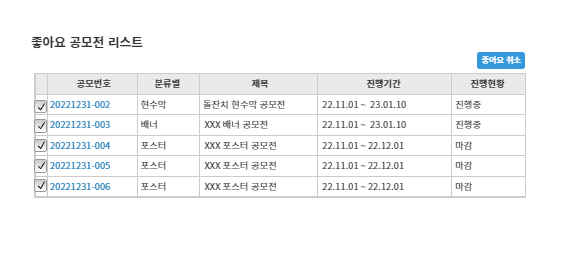 좋아요 공모전 리스트
좋아요 취소
공모번호 분류별 제목 진행기간 진행현황
20221231-002 현수막 돌잔치 현수막 공모전 22.11.01 ~ 23.01.10 진행중
20221231-003 배너 XXX 배너 공모전 22.11.01 ~ 23.01.10 진행중
20221231-004 포스터 XXX 포스터 공모전 22.11.01 ~ 22.12.01 마감
20221231-005 포스터 XXX 포스터 공모전 22.11.01 ~ 22.12.01 마감
20221231-006 포스터 XXX 포스터 공모전 22.11.01 ~ 22.12.01 마감